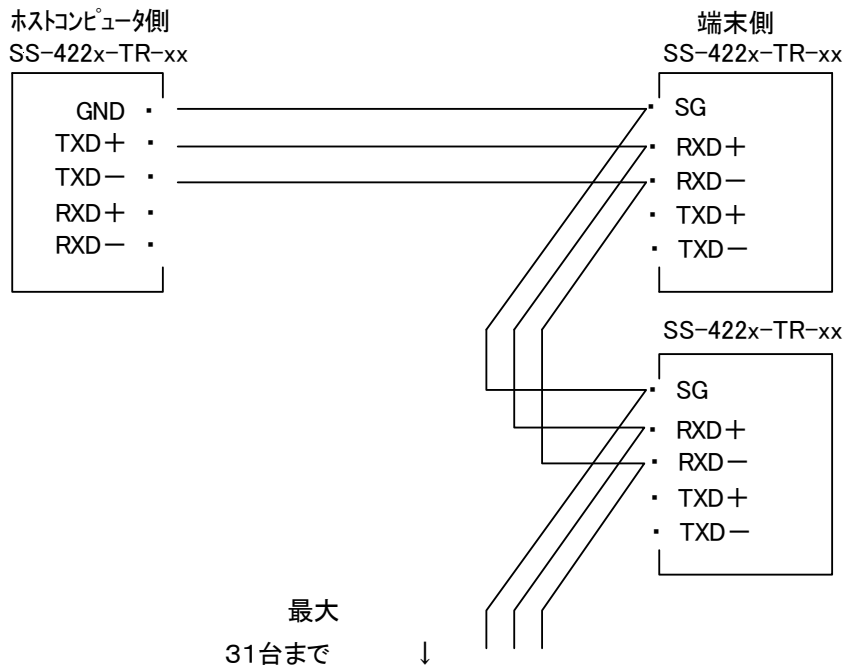 ホストコンピュータ側
SS-422x-TR-xx
GND
TXD＋
TXD－
RXD＋
RXD－
端末側
SS-422x-TR-xx
SG
RXD＋
RXD－
TXD＋
TXD－
SS-422x-TR-xx
SG
RXD＋
RXD－
TXD＋
TXD－
最大
31台まで ↓